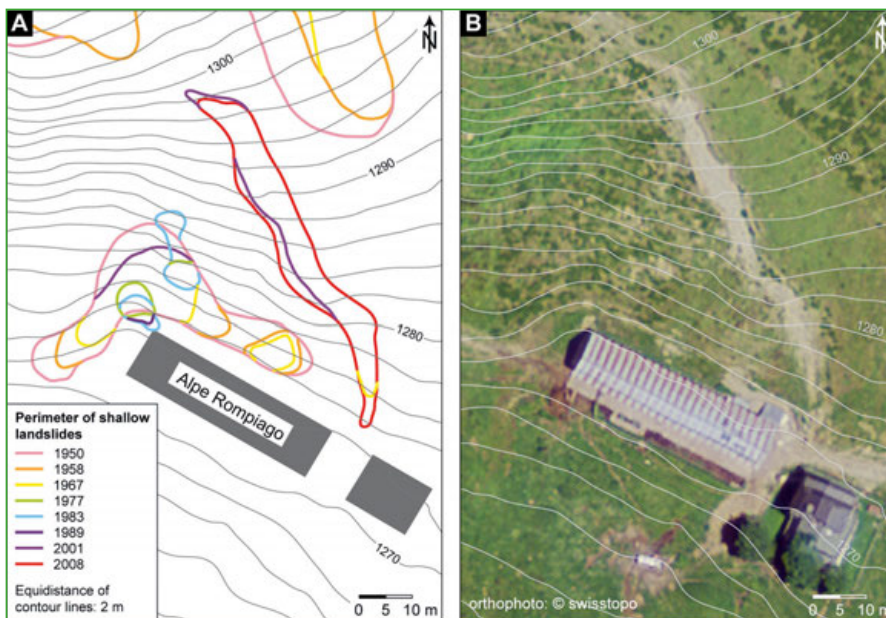 A
N
1300
1290
1280
Alpe Rompiago
1270
Perimeter of shallow
landslides
1950
1958
1967
1977
1983
1989
2001
2008
Equidistance of
contour lines: 2 m
0 5 10 m
B
N
1300
1290
1280
1270
orthophoto: © swisstopo
0 5 10 m